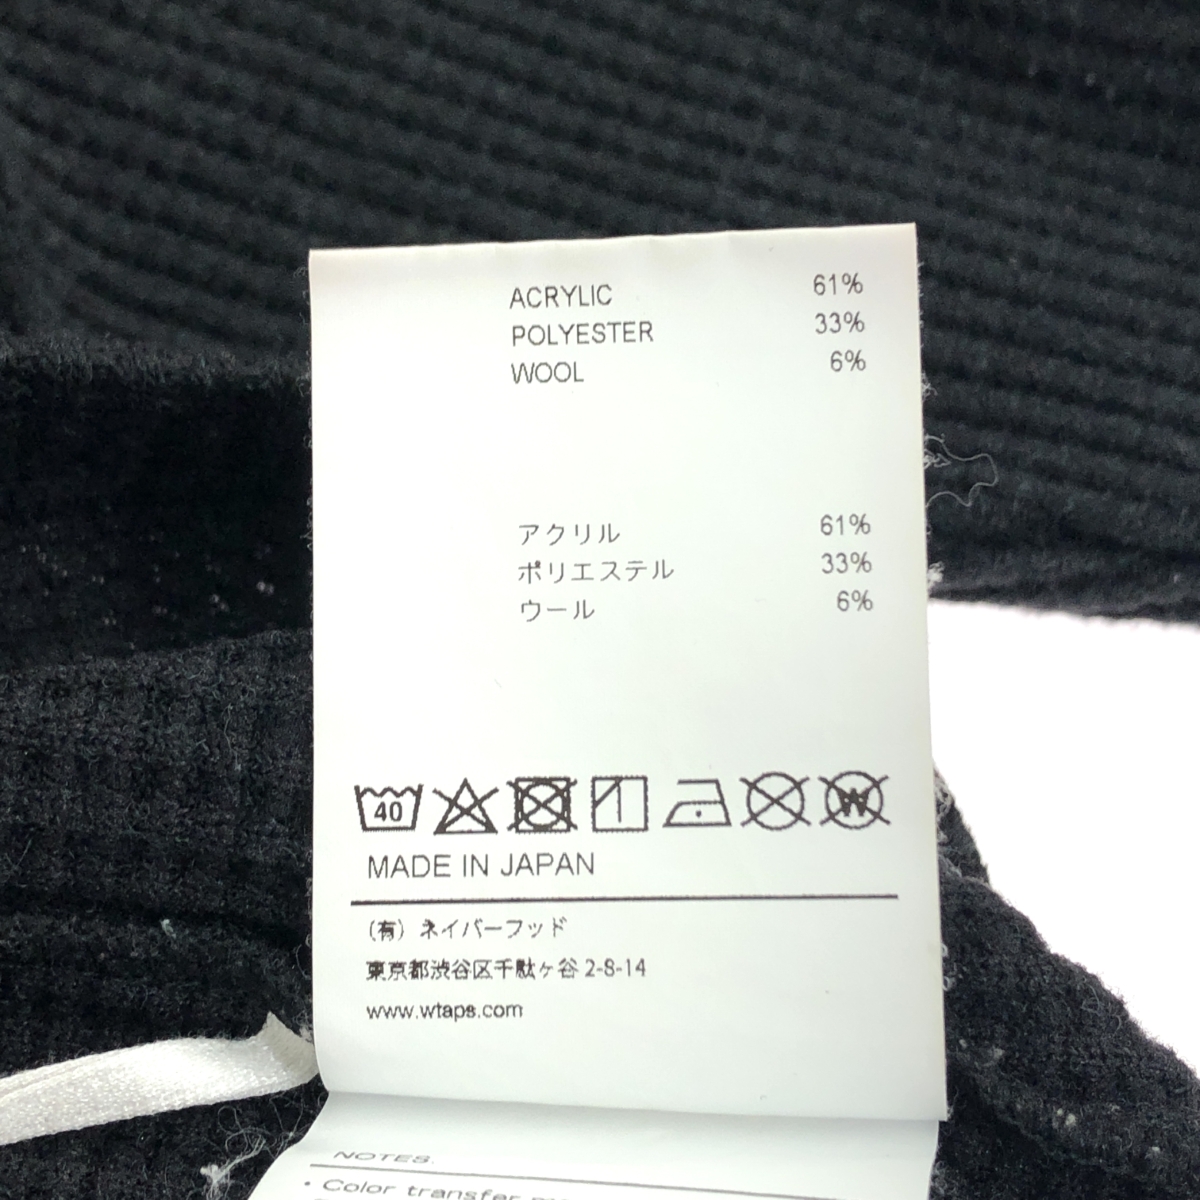 ACRYLIC 61%
POLYESTER 33%
WOOL 6%
アクリル 61%
ポリエステル 33%
ウール 6%
40 W
MADE IN JAPAN
(有) ネイバーフッド
東京都渋谷区千駄ヶ谷 2-8-14
www.wtaps.com
NOTES.
• Color transfer